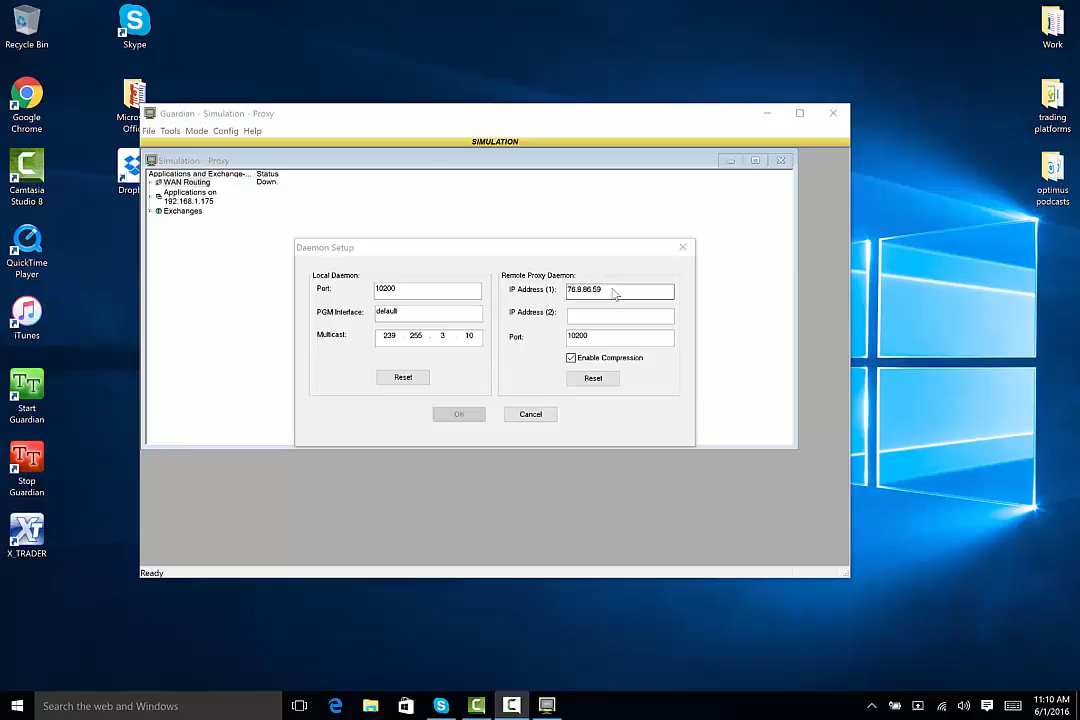 Recycle Bin
Skype
Work
Google
Chrome
Micros
Offi
trading
platforms
Camtasia
Studio 8
Dropb
optimus
podcasts
QuickTime
Player
iTunes
Start
Guardian
Stop
Guardian
X_TRADER
Guardian - Simulation - Proxy
File Tools Mode Config Help
SIMULATION
Simulation Proxy
Applications and Exchange-... Status
WAN Routing Down.
Applications on
192.168.1.175
Exchanges
Daemon Setup
Local Daemon:
Port: 10200
PGM Interface: default
Multicast: 239 . 255 . 3 . 10
Reset
Remote Proxy Daemon:
IP Address (1): 76.8.86.59
IP Address (2):
Port: 10200
Enable Compression
Reset
OK Cancel
Ready
Search the web and Windows
11:10 AM
6/1/2016